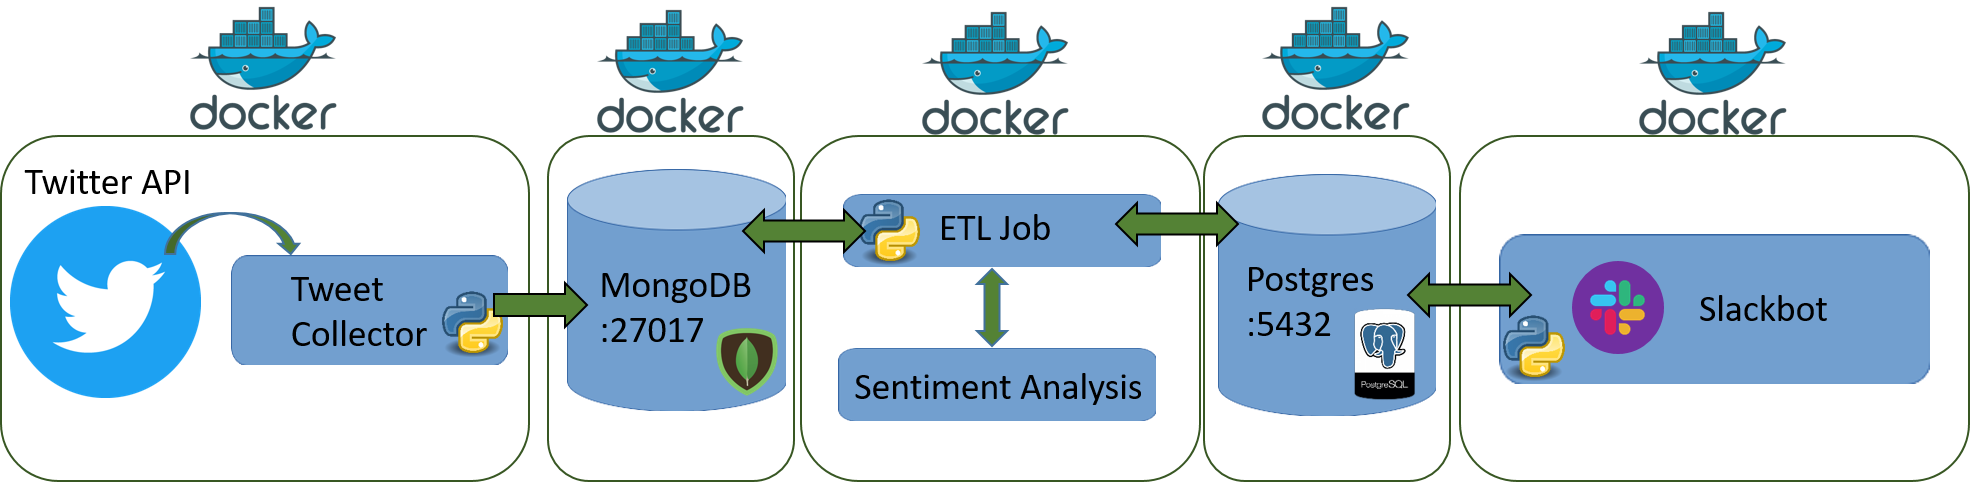 docker
docker
docker
docker
docker
Twitter API
Tweet
Collector
MongoDB
:27017
ETL Job
Sentiment Analysis
Postgres
:5432
PostgreSQL
Slackbot